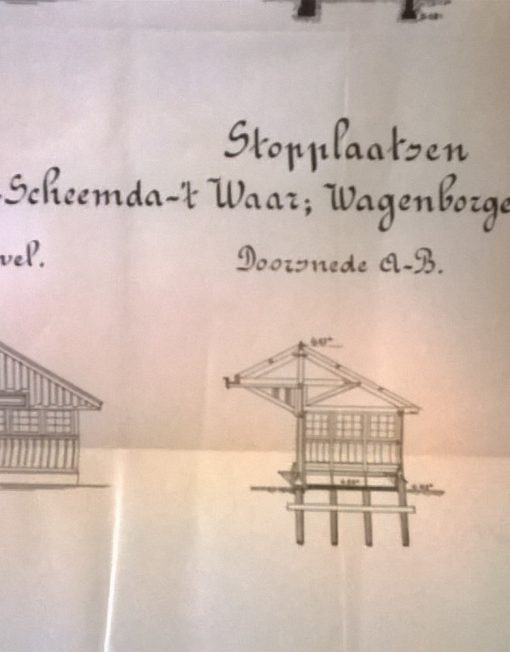 Stopplaatsen
Scheemda-'t Waar; Wagenborge
vel. Doorsnede A-B.